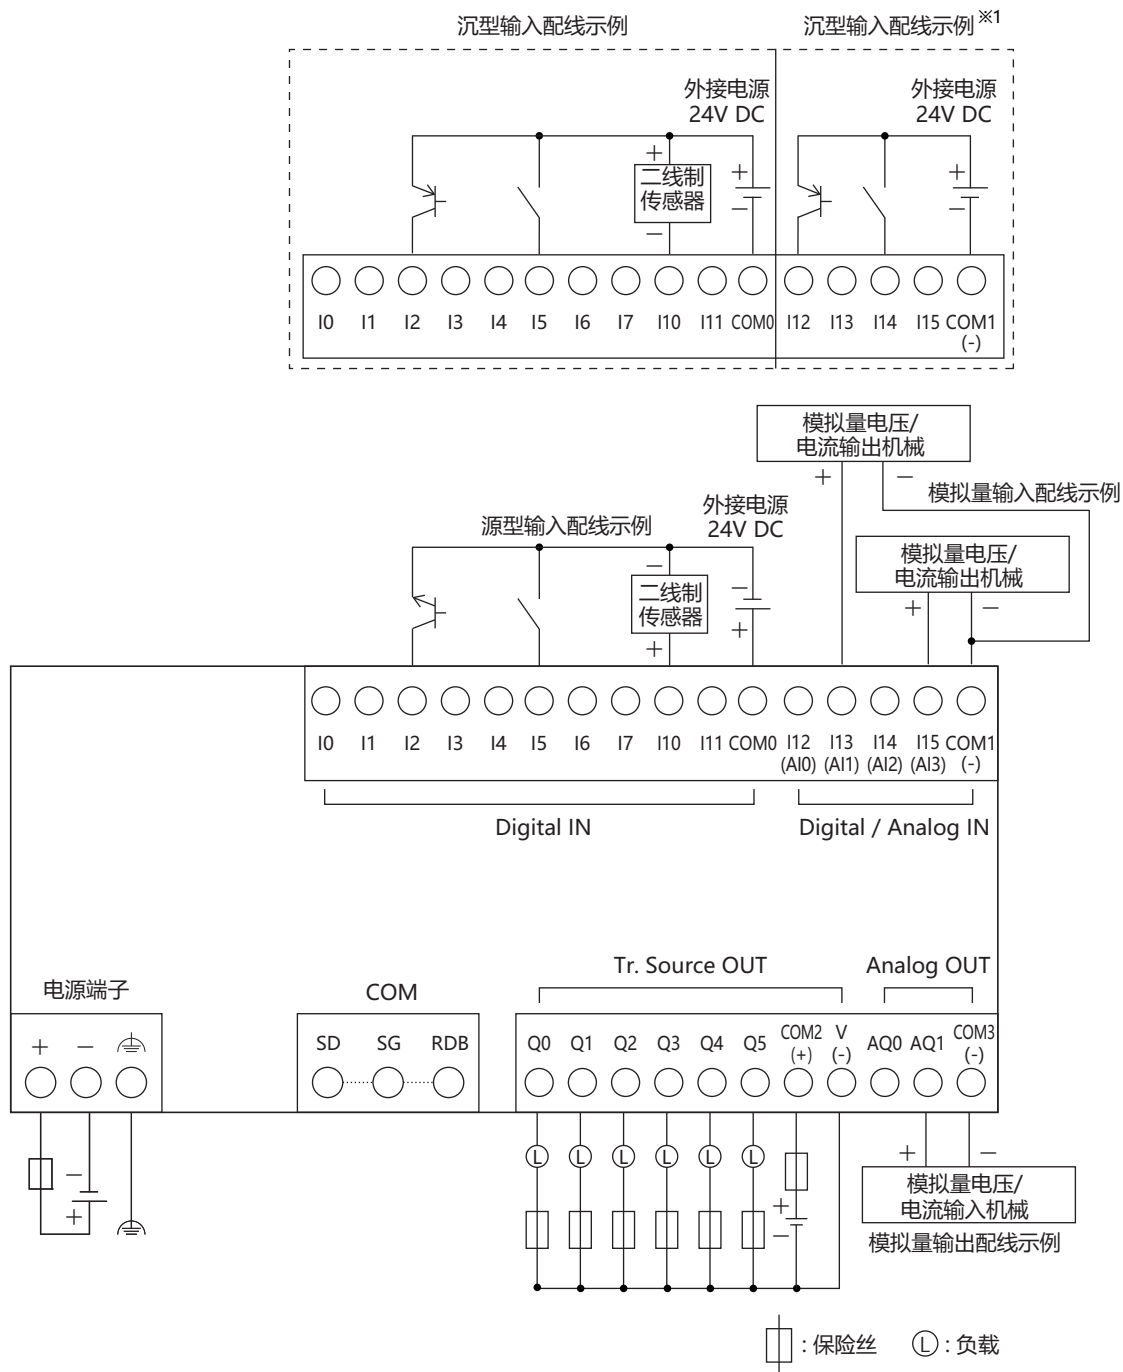 沉型输入配线示例
沉型输入配线示例※1
外接电源
24V DC
外接电源
24V DC
+
二线制
传感器
−
+
−
+
−
I0 I1 I2 I3 I4 I5 I6 I7 I10 I11 COM0 I12 I13 I14 I15 COM1
(-)
模拟量电压/
电流输出机械
+ −
模拟量输入配线示例
源型输入配线示例
外接电源
24V DC
模拟量电压/
电流输出机械
+ −
−
二线制
传感器
+
−
+
I0 I1 I2 I3 I4 I5 I6 I7 I10 I11 COM0 I12 I13 I14 I15 COM1
(AI0) (AI1) (AI2) (AI3) (-)
Digital IN
Digital / Analog IN
Tr. Source OUT
Analog OUT
电源端子
COM
+ −
SD SG RDB
Q0 Q1 Q2 Q3 Q4 Q5 COM2 V AQ0 AQ1 COM3
(+) (-) (-)
−
+
L L L L L L
+
−
+ −
模拟量电压/
电流输入机械
模拟量输出配线示例
: 保险丝
L : 负载